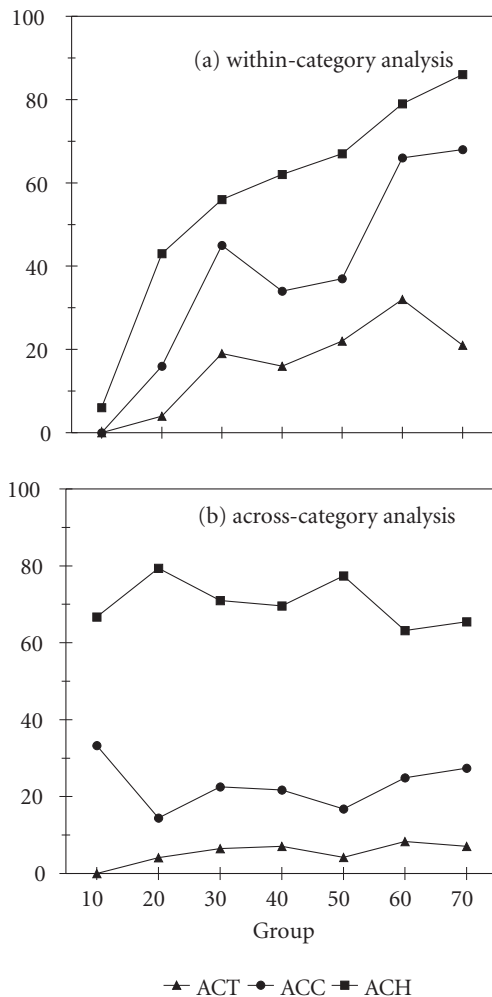 100
(a) within-category analysis
80
60
40
20
0
100
(b) across-category analysis
80
60
40
20
0
10 20 30 40 50 60 70
Group
ACT ACC ACH